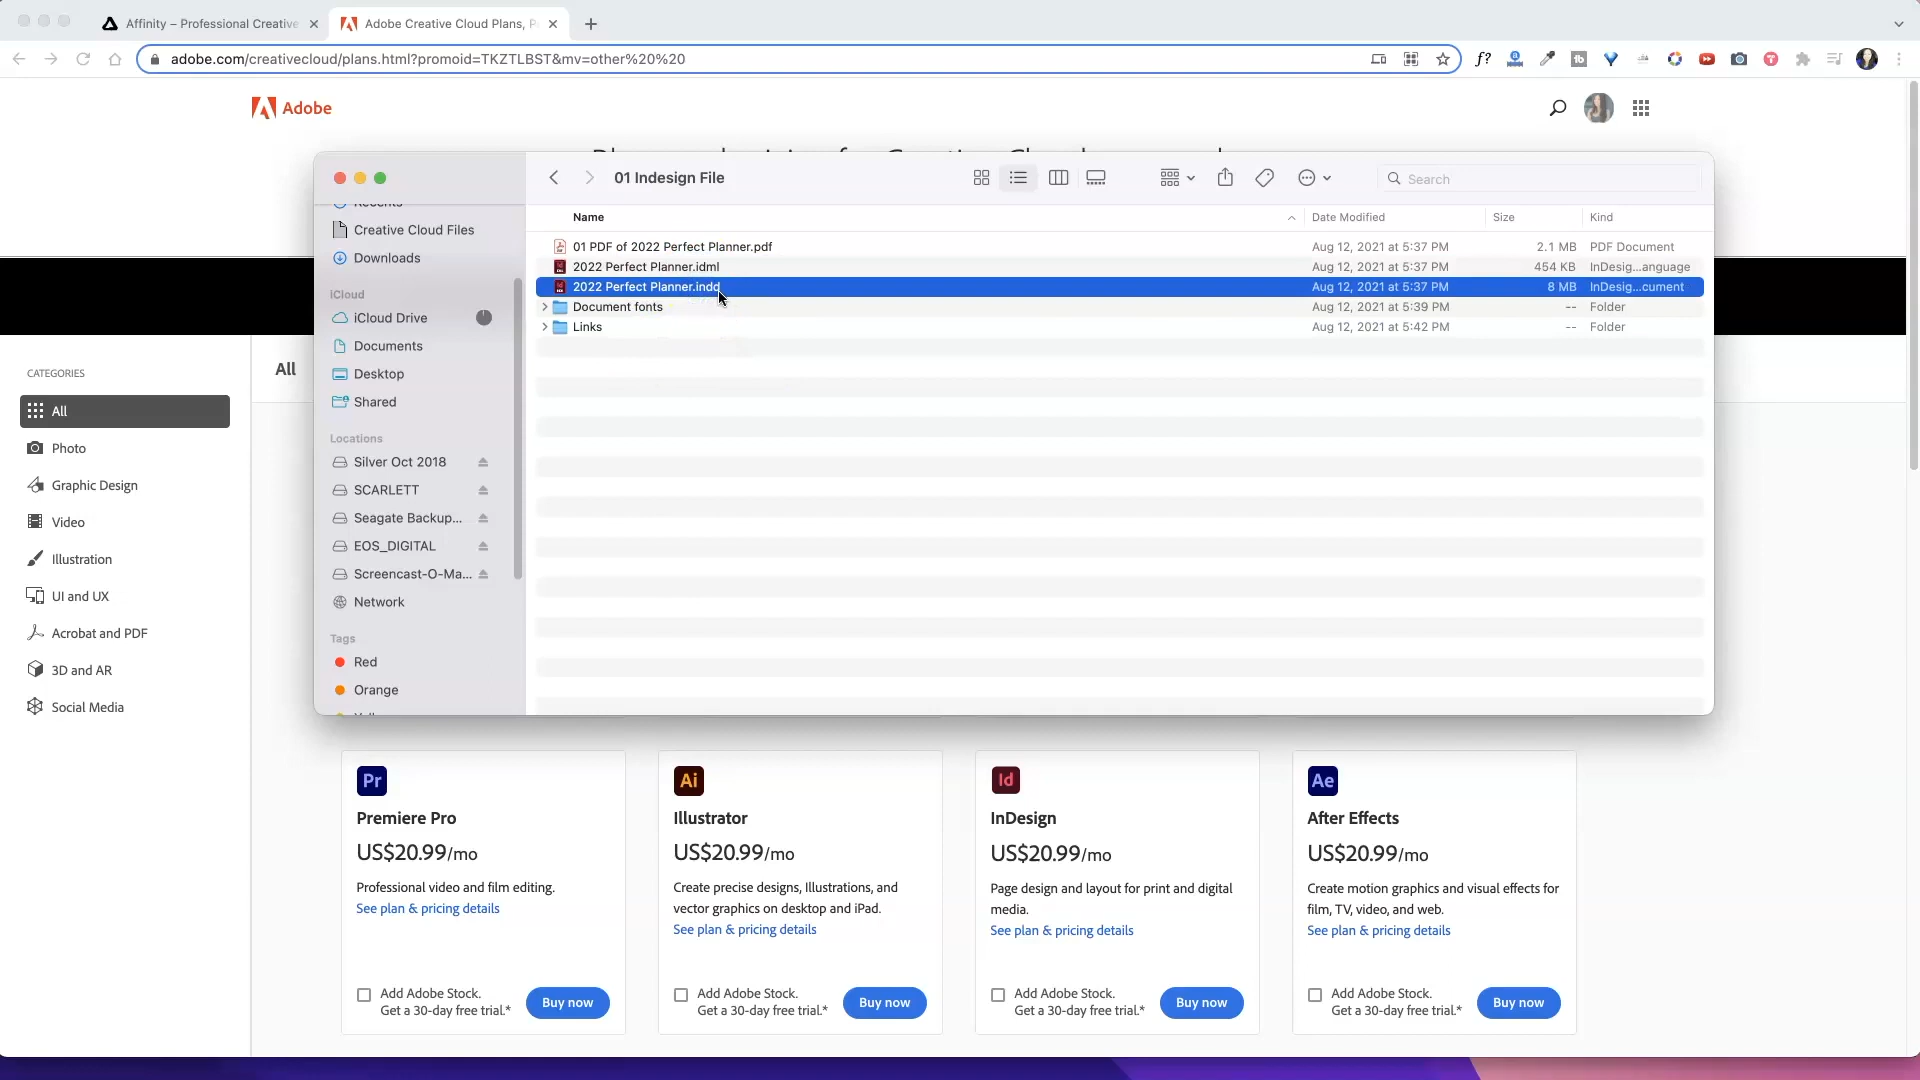 Affinity – Professional Creative
Adobe Creative Cloud Plans, P
adobe.com/creativecloud/plans.html?promoid=TKZTLBST&mv=other%20%20
f?
Adobe
01 Indesign File
Search
Name
Date Modified
Size
Kind
01 PDF of 2022 Perfect Planner.pdf
Aug 12, 2021 at 5:37 PM
2.1 MB
PDF Document
2022 Perfect Planner.idml
Aug 12, 2021 at 5:37 PM
454 KB
InDesig...anguage
2022 Perfect Planner.indd
Aug 12, 2021 at 5:37 PM
8 MB
InDesig...cument
Document fonts
Aug 12, 2021 at 5:39 PM
--
Folder
Links
Aug 12, 2021 at 5:42 PM
--
Folder
Recents
Creative Cloud Files
Downloads
iCloud
iCloud Drive
Documents
Desktop
Shared
Locations
Silver Oct 2018
SCARLETT
Seagate Backup...
EOS_DIGITAL
Screencast-O-Ma...
Network
Tags
Red
Orange
CATEGORIES
All
Photo
Graphic Design
Video
Illustration
UI and UX
Acrobat and PDF
3D and AR
Social Media
All
Pr
Premiere Pro
US$20.99/mo
Professional video and film editing.
See plan & pricing details
Add Adobe Stock.
Get a 30-day free trial.*
Buy now
Ai
Illustrator
US$20.99/mo
Create precise designs, Illustrations, and
vector graphics on desktop and iPad.
See plan & pricing details
Add Adobe Stock.
Get a 30-day free trial.*
Buy now
Id
InDesign
US$20.99/mo
Page design and layout for print and digital
media.
See plan & pricing details
Add Adobe Stock.
Get a 30-day free trial.*
Buy now
Ae
After Effects
US$20.99/mo
Create motion graphics and visual effects for
film, TV, video, and web.
See plan & pricing details
Add Adobe Stock.
Get a 30-day free trial.*
Buy now